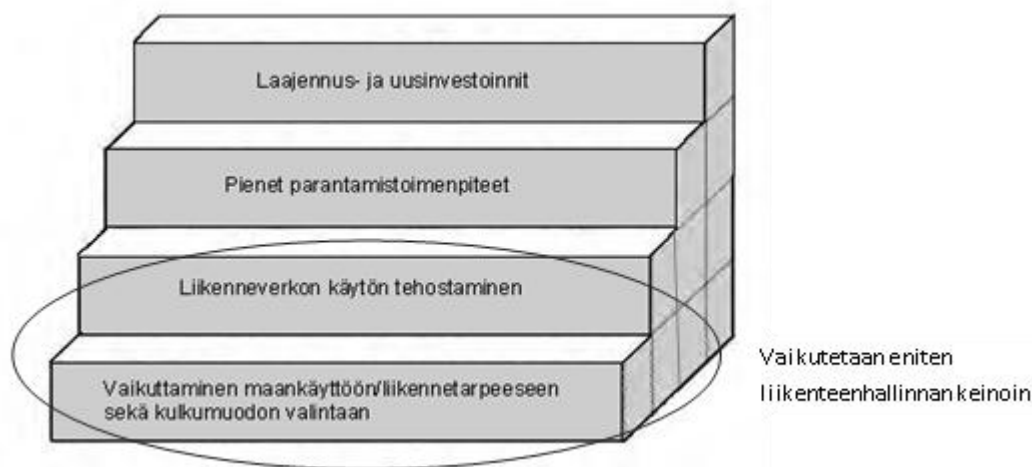 Laajennus- ja uusinvestoinnit
Pienet parantamistoimenpiteet
Liikenneverkon käytön tehostaminen
Vaikuttaminen maankäyttöön/liikennetarpeeseen
sekä kulkumuodon valintaan
Vaikutetaan eniten
liikenteenhallinnan keinoin